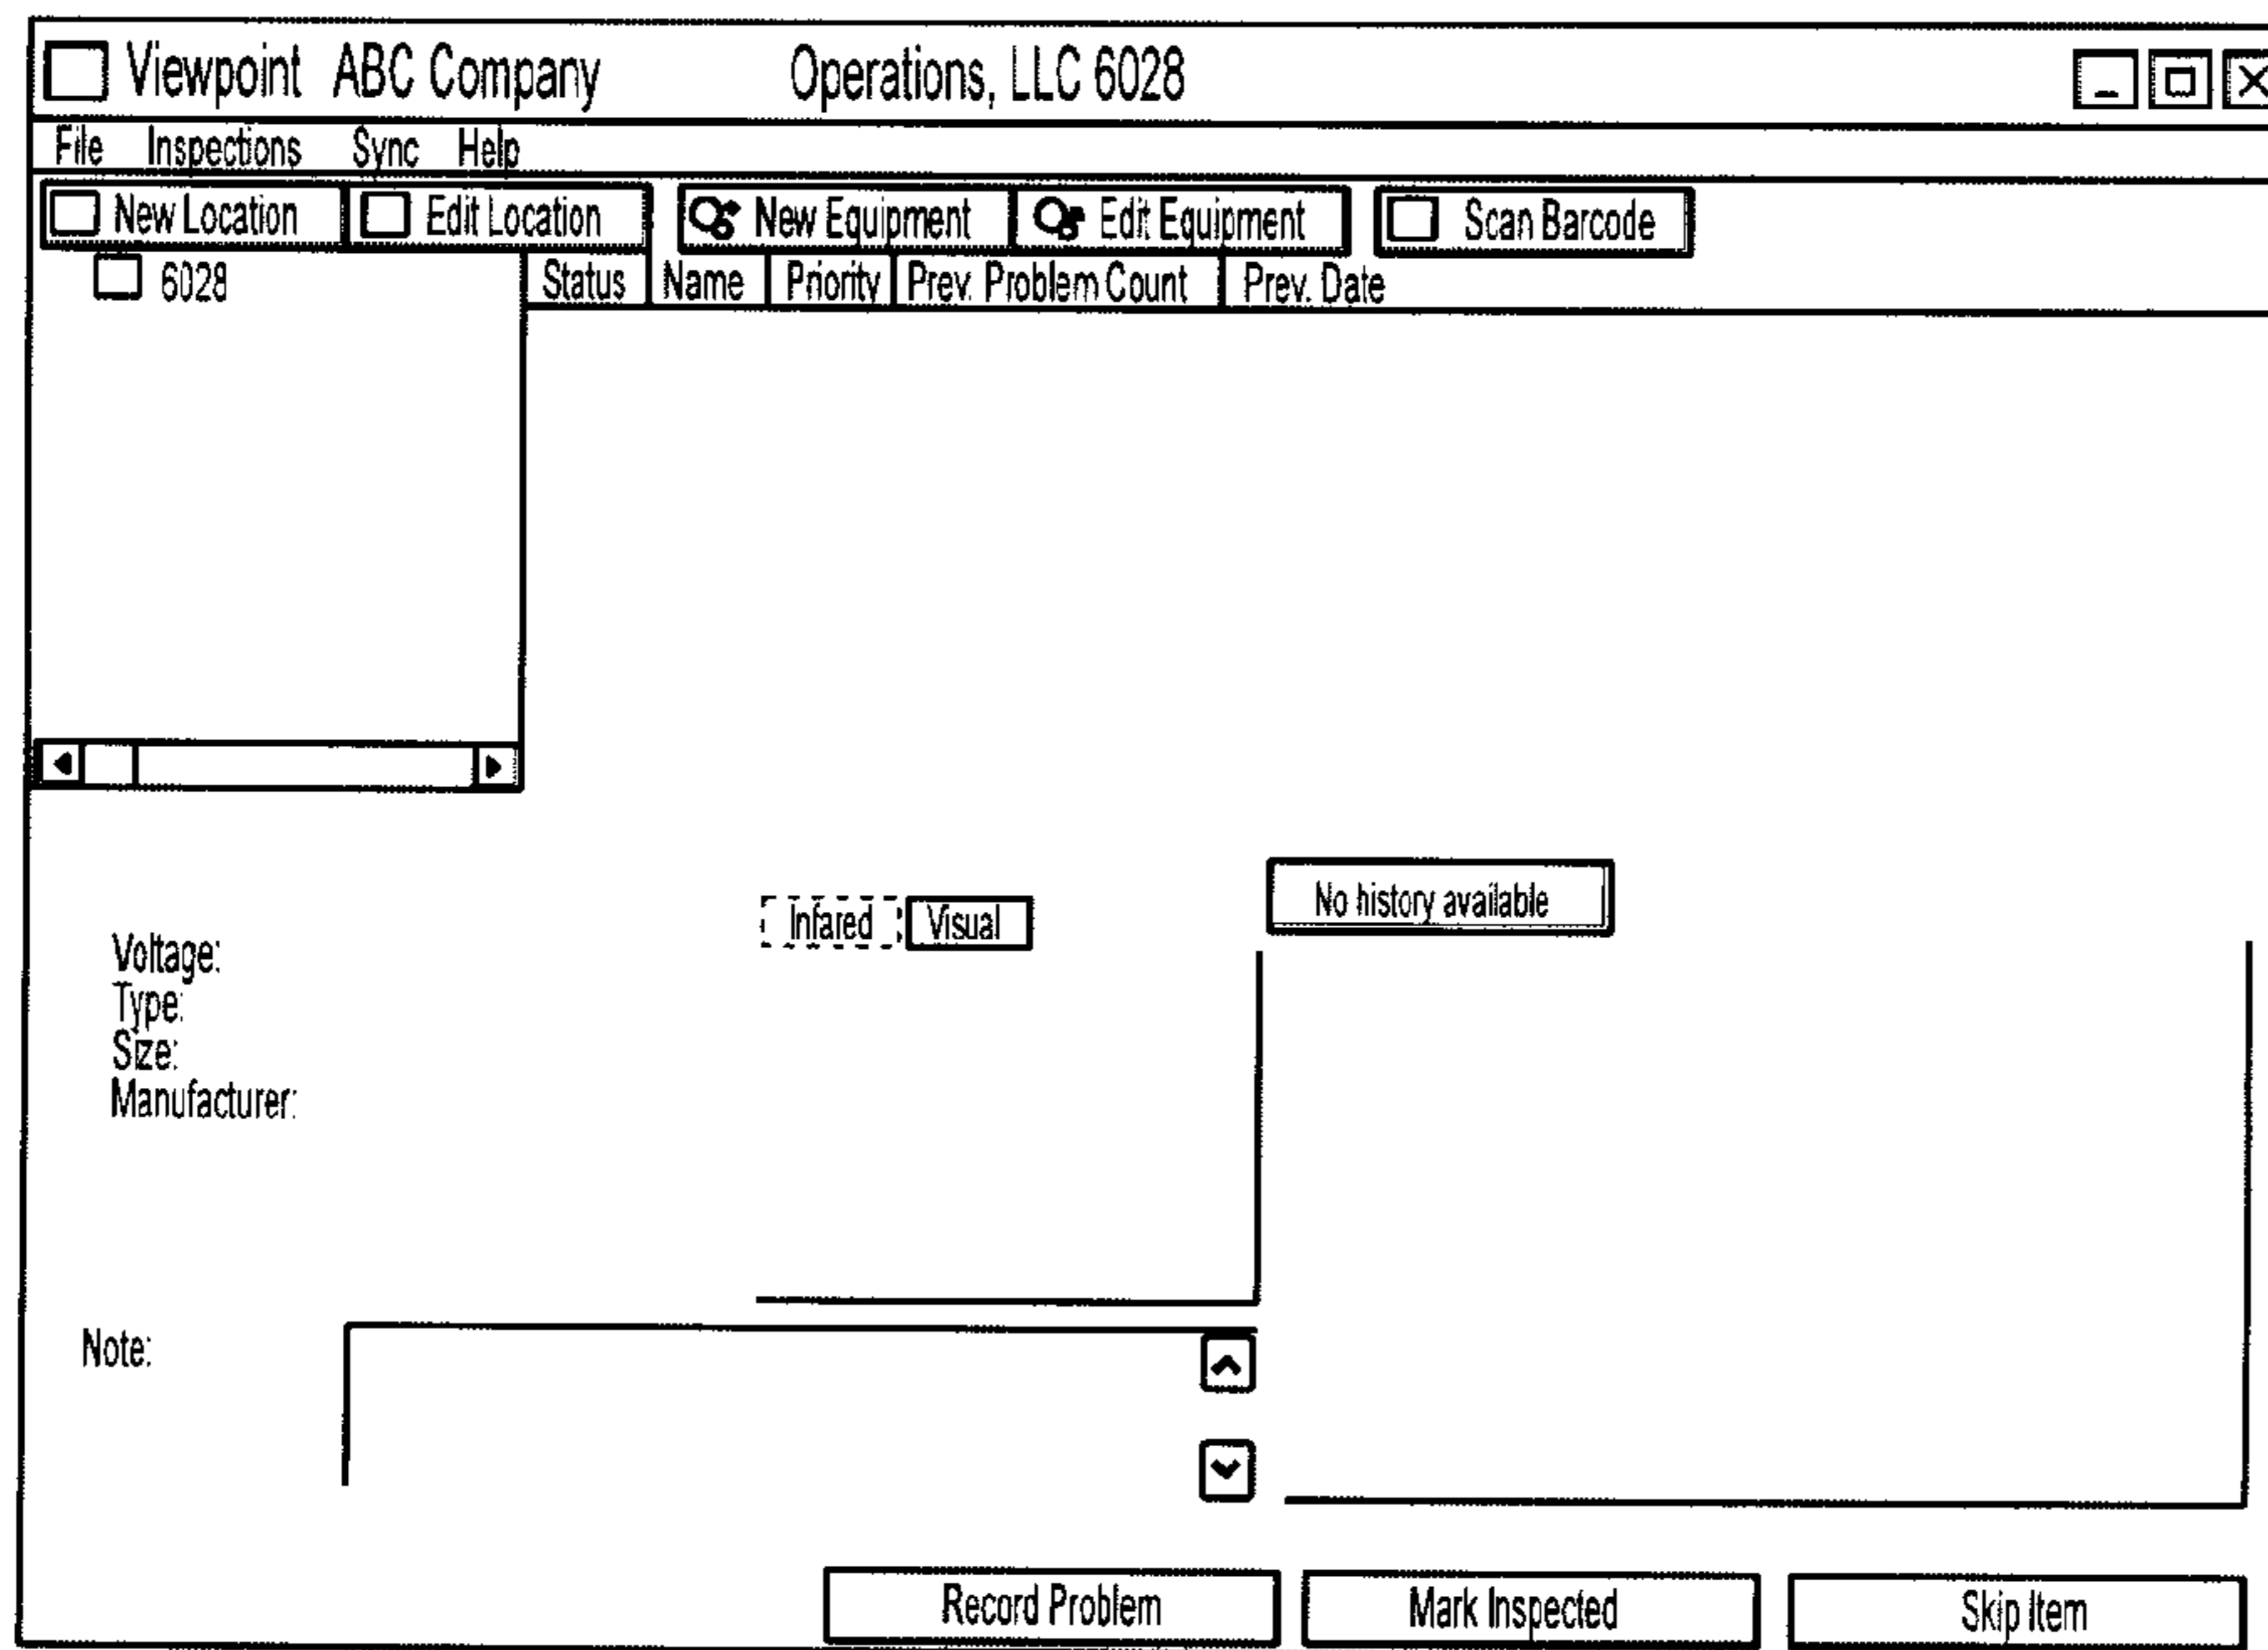 Viewpoint ABC Company Operations, LLC 6028
File Inspections Sync Help
New Location Edit Location New Equipment Edit Equipment Scan Barcode
6028 Status Name Priority Prev. Problem Count Prev. Date
No history available
Infared Visual
Voltage:
Type:
Size:
Manufacturer:
Note:
Record Problem Mark Inspected Skip Item